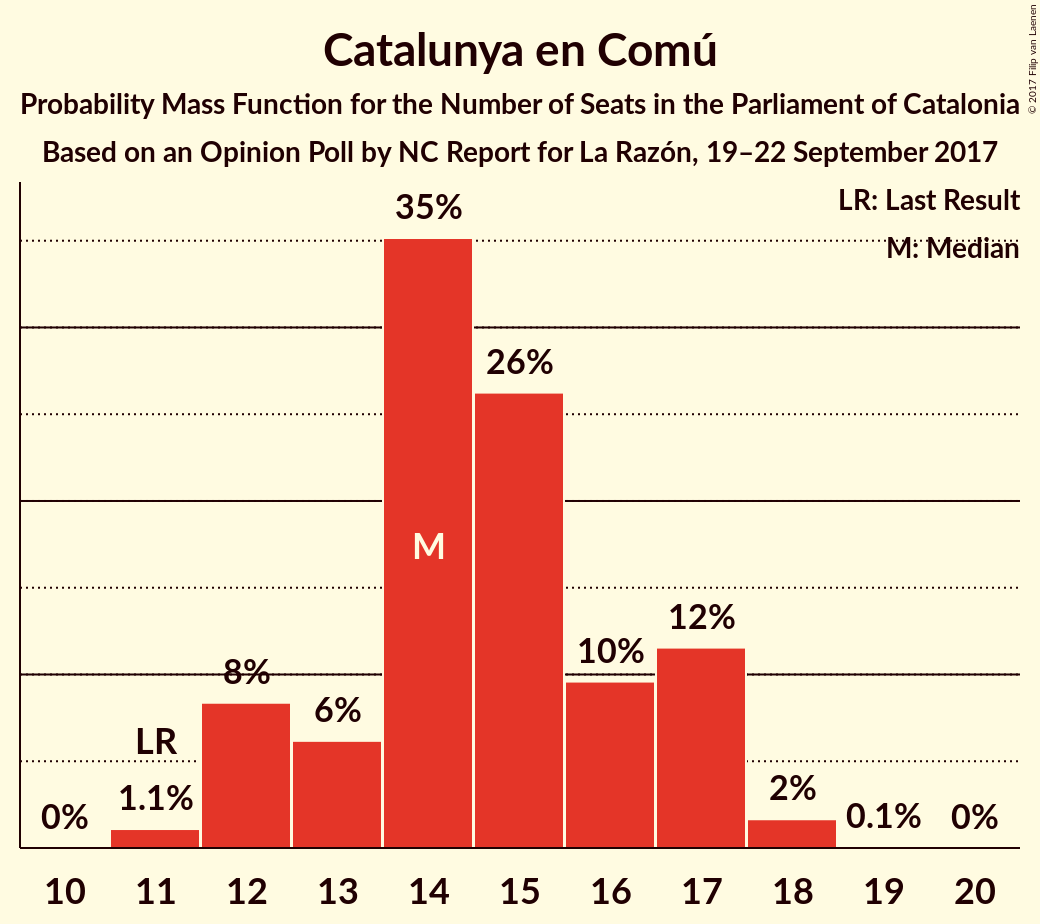 Catalunya en Comú
Probability Mass Function for the Number of Seats in the Parliament of Catalonia
Based on an Opinion Poll by NC Report for La Razón, 19–22 September 2017
© 2017 Filip van Laenen
LR: Last Result
M: Median
35%
26%
M
12%
10%
8%
6%
LR
1.1%
2%
0%
0.1%
0%
10 11 12 13 14 15 16 17 18 19 20